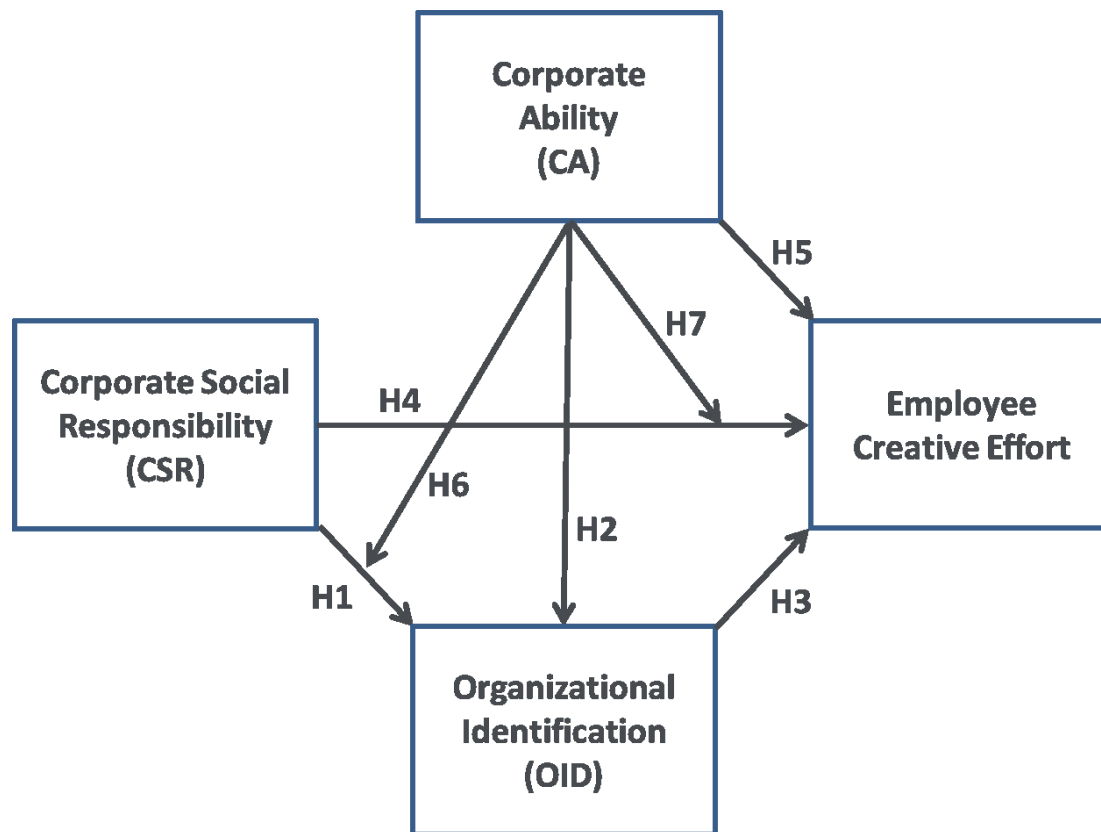 Corporate
Ability
(CA)
H5
H7
Corporate Social
Responsibility
(CSR)
H4
Employee
Creative Effort
H6
H2
H1
H3
Organizational
Identification
(OID)